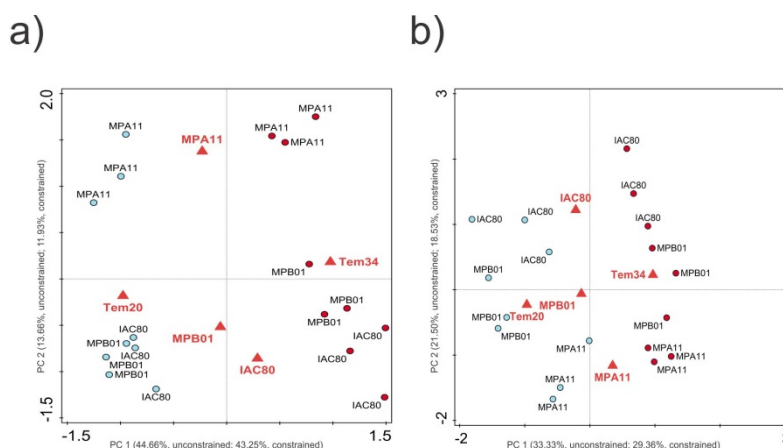 a)
b)
2.0
MPA11
MPA11
MPA11
MPA11
MPA11
MPA11
MPA11
MPB01
Tem34
Tem20
MPB01
MPB01
MPB01
IAC80
MPB01
IAC80
IAC80
MPB01
MPB01
IAC80
IAC80
IAC80
IAC80
-1.5
-1.5
1.5
PC 1 (44.66%, unconstrained; 43.25%, constrained)
PC 2 (13.66%, unconstrained; 11.93%, constrained)
3
IAC80
IAC80
IAC80
IAC80
IAC80
IAC80
IAC80
MPB01
MPB01
MPB01
Tem34
MPB01
Tem20
MPB01
MPB01
MPB01
MPA11
MPA11
MPA11
MPA11
MPA11
MPA11
MPA11
-2
-2
PC 1 (33.33%, unconstrained; 29.36%, constrained)
PC 2 (21.50%, unconstrained; 18.53%, constrained)